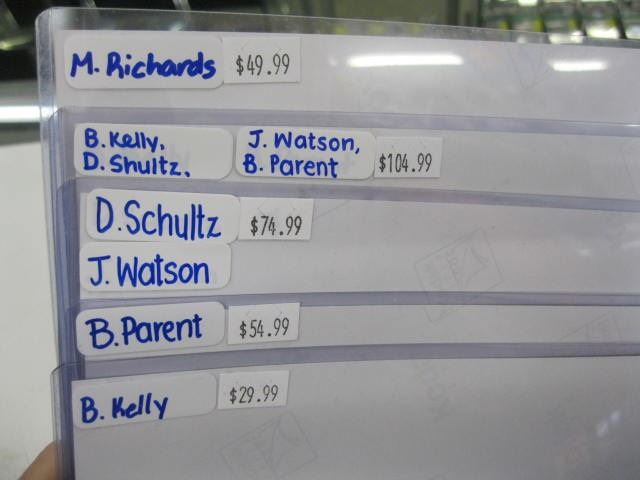 M. Richards $49.99
B. Kelly, J. Watson,
D. Shultz, B. Parent $104.99
D. Schultz $74.99
J. Watson
B. Parent $54.99
B. Kelly $29.99